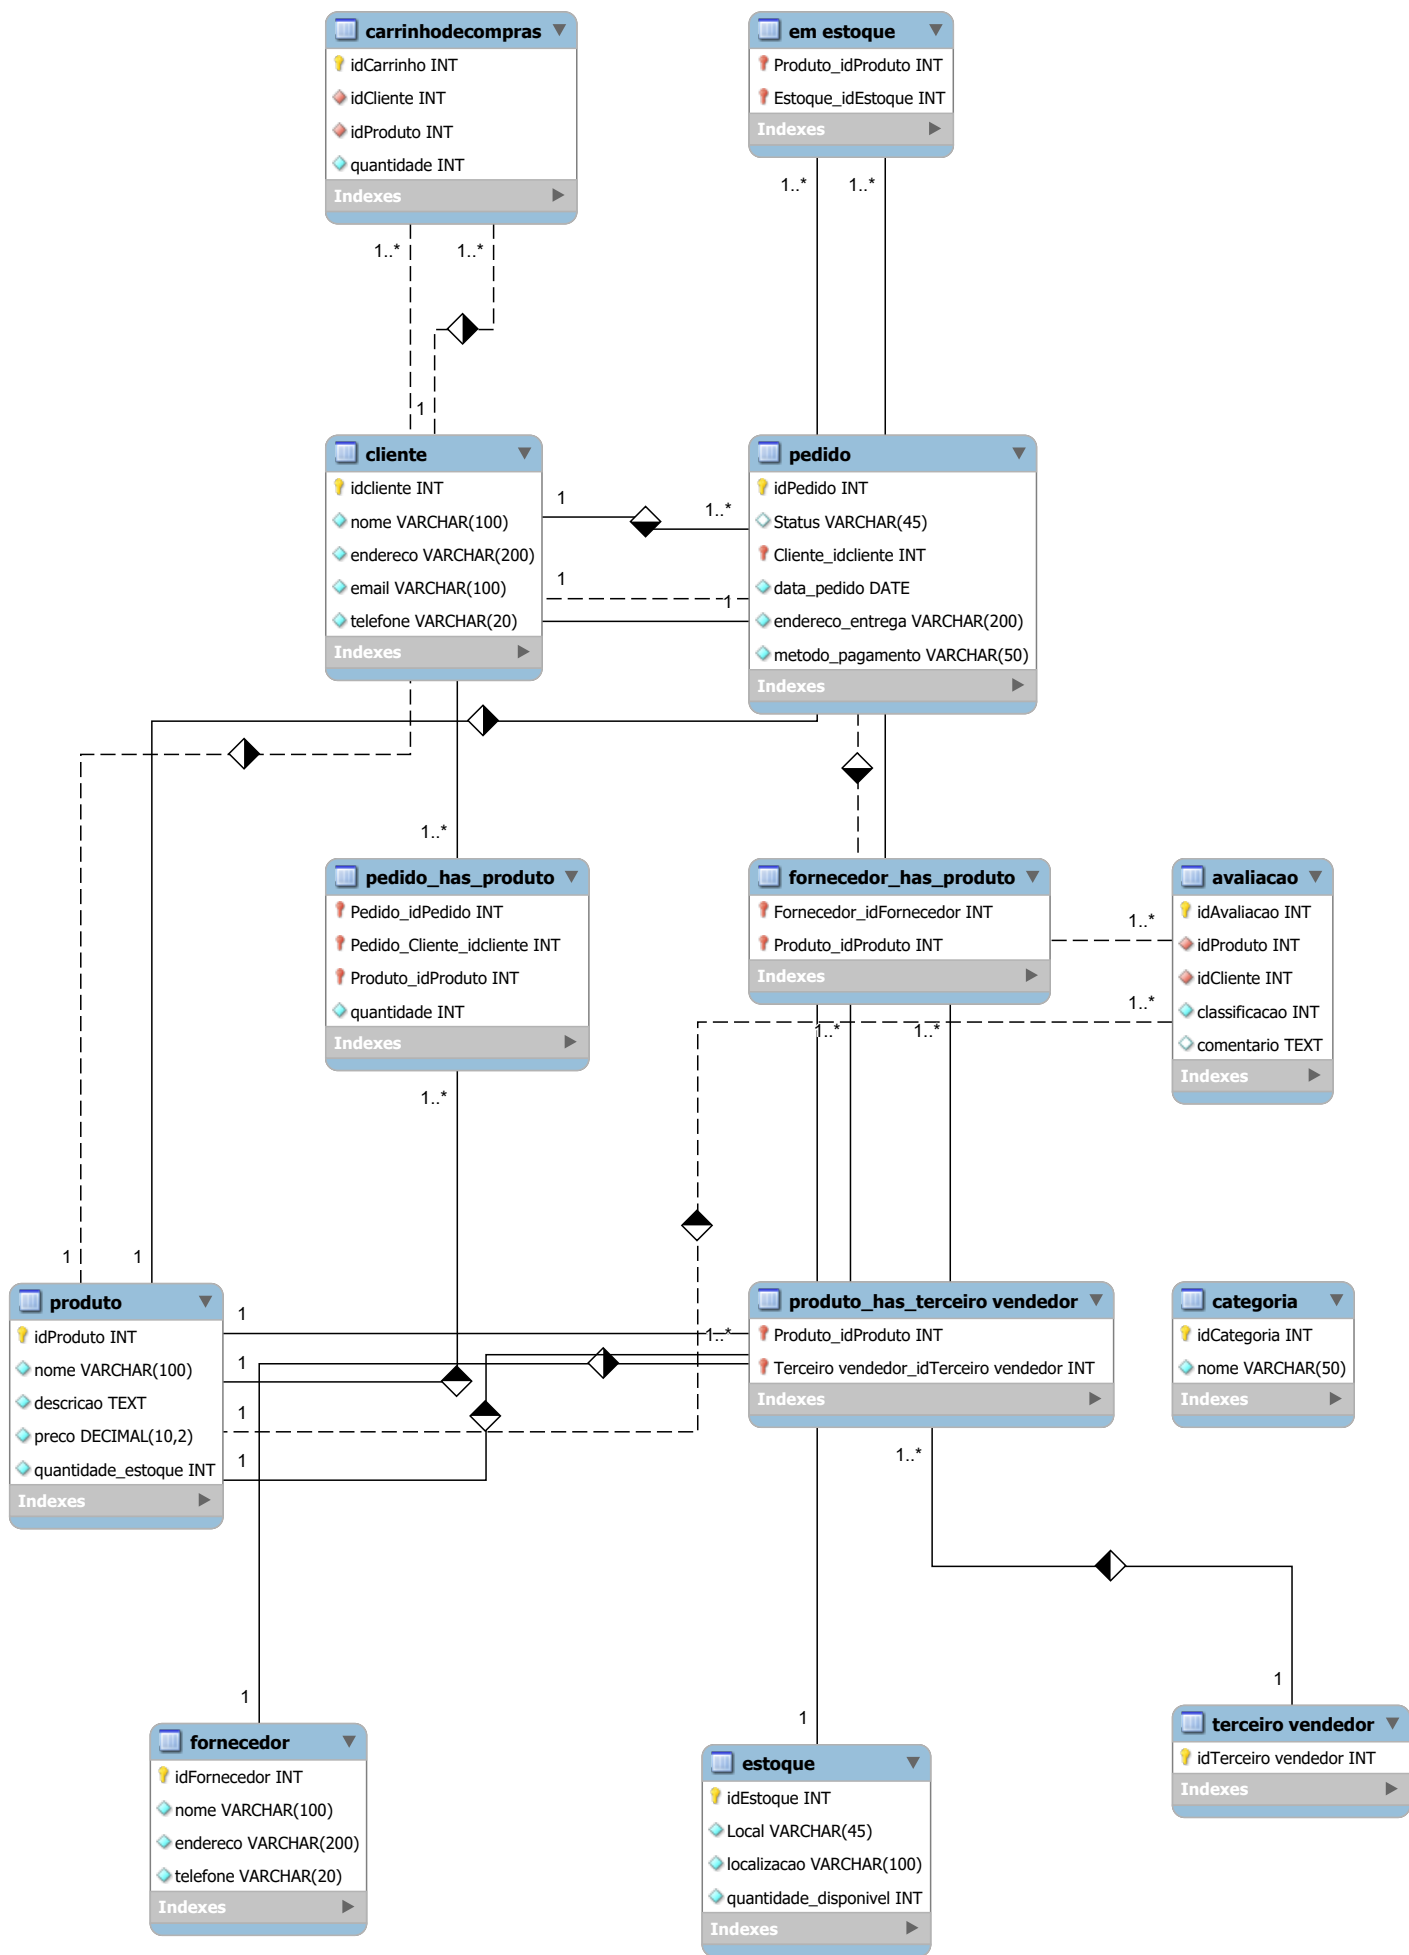 carrinhodecompras
idCarrinho INT
idCliente INT
idProduto INT
quantidade INT
Indexes
em estoque
Produto_idProduto INT
Estoque_idEstoque INT
Indexes
1..*
1..*
1..*
1..*
1
cliente
idcliente INT
nome VARCHAR(100)
endereco VARCHAR(200)
email VARCHAR(100)
telefone VARCHAR(20)
Indexes
1
1..*
1
1
pedido
idPedido INT
Status VARCHAR(45)
Cliente_idcliente INT
data_pedido DATE
endereco_entrega VARCHAR(200)
metodo_pagamento VARCHAR(50)
Indexes
1..*
pedido_has_produto
Pedido_idPedido INT
Pedido_Cliente_idcliente INT
Produto_idProduto INT
quantidade INT
Indexes
1..*
fornecedor_has_produto
Fornecedor_idFornecedor INT
Produto_idProduto INT
Indexes
1..*
1..*
1..*
1..*
avaliacao
idAvaliacao INT
idProduto INT
idCliente INT
classificacao INT
comentario TEXT
Indexes
1
1
produto
idProduto INT
nome VARCHAR(100)
descricao TEXT
preco DECIMAL(10,2)
quantidade_estoque INT
Indexes
1
1
1
1
1..*
produto_has_terceiro vendedor
Produto_idProduto INT
Terceiro vendedor_idTerceiro vendedor INT
Indexes
1..*
categoria
idCategoria INT
nome VARCHAR(50)
Indexes
1
fornecedor
idFornecedor INT
nome VARCHAR(100)
endereco VARCHAR(200)
telefone VARCHAR(20)
Indexes
1
estoque
idEstoque INT
Local VARCHAR(45)
localizacao VARCHAR(100)
quantidade_disponivel INT
Indexes
1
terceiro vendedor
idTerceiro vendedor INT
Indexes